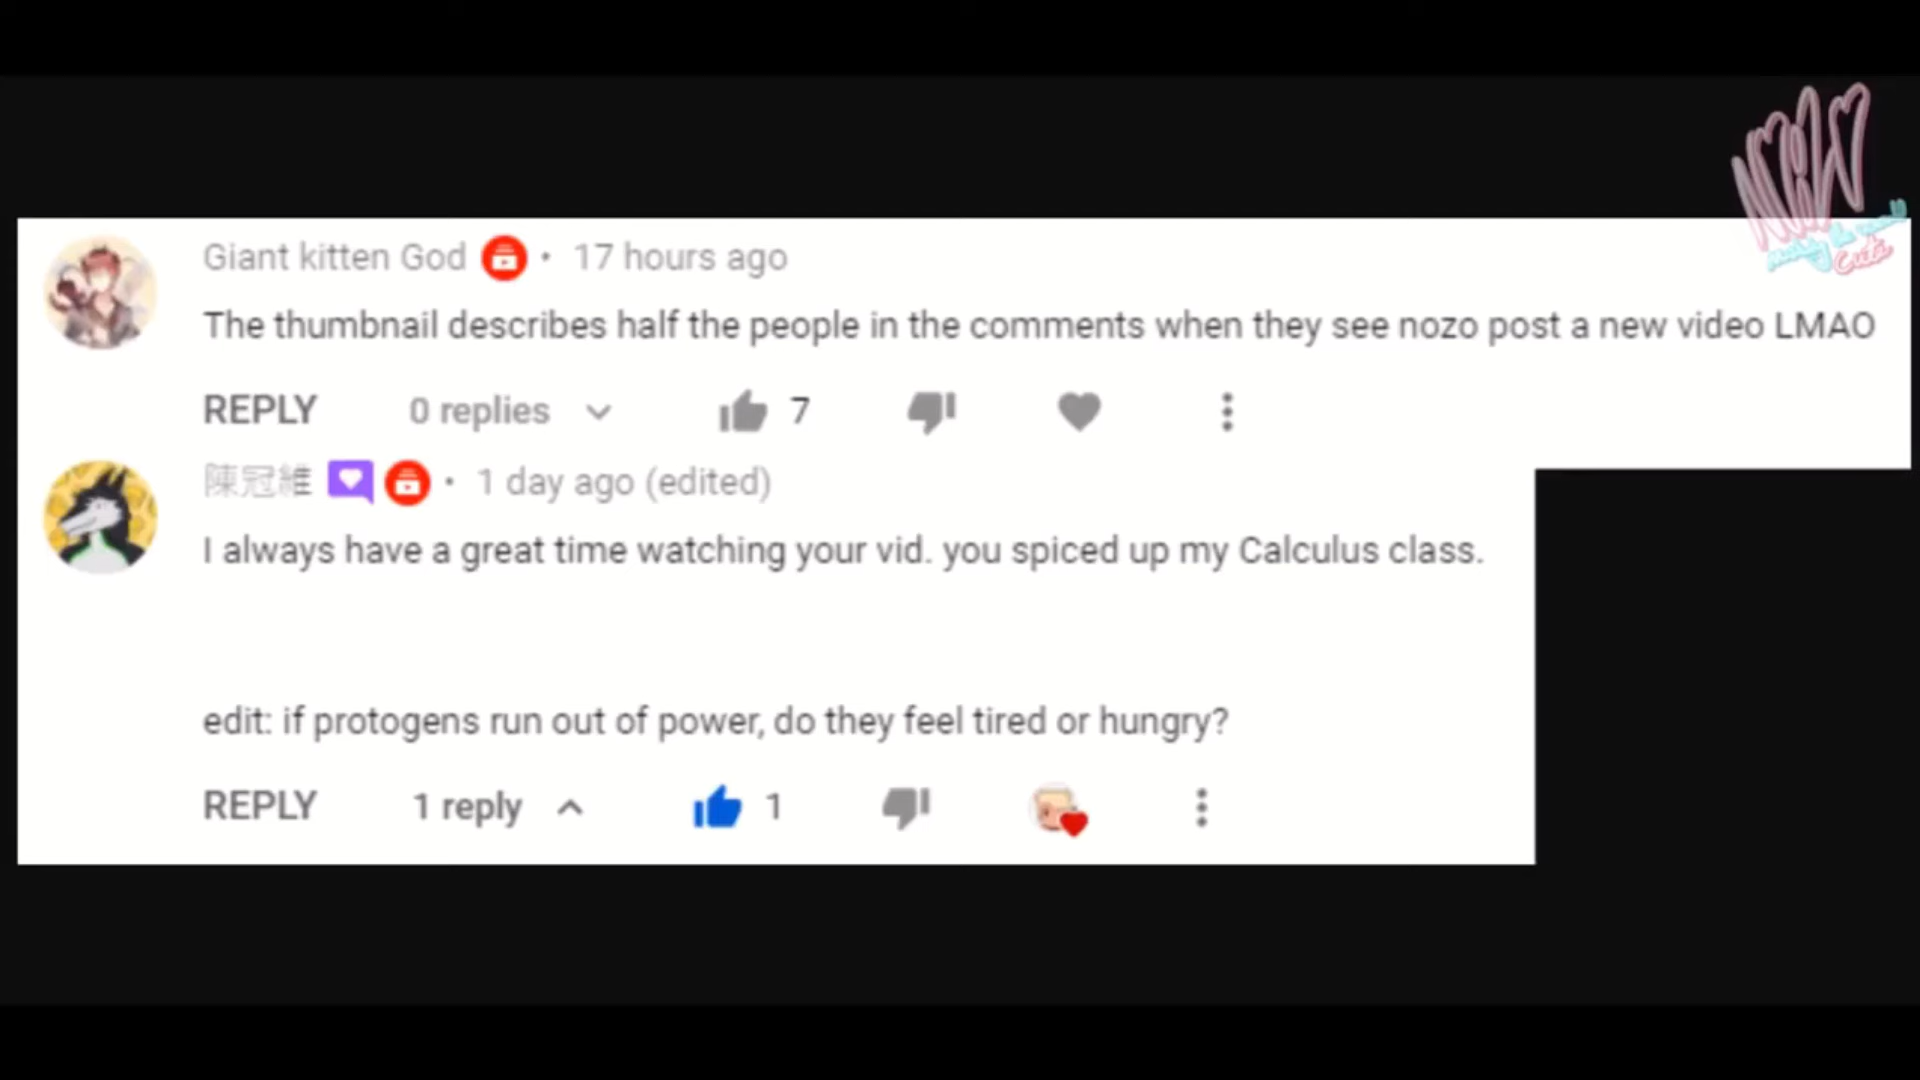 Giant kitten God • 17 hours ago
The thumbnail describes half the people in the comments when they see nozo post a new video LMAO
REPLY 0 replies 7
陳冠維 • 1 day ago (edited)
I always have a great time watching your vid. you spiced up my Calculus class.
edit: if protogens run out of power, do they feel tired or hungry?
REPLY 1 reply 1